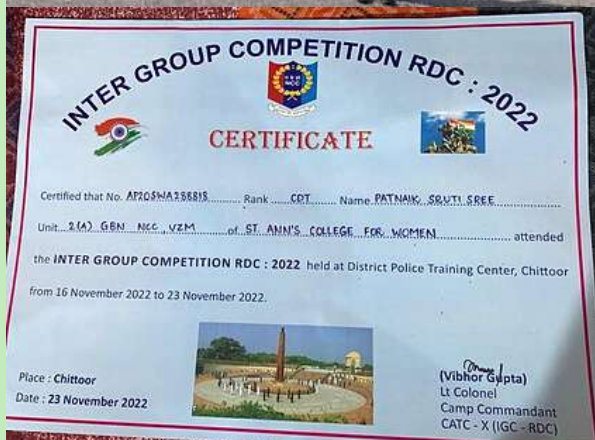 INTER GROUP COMPETITION RDC : 2022
NCC
CERTIFICATE
Certified that No. AP20SWA288818 Rank CDT Name PATNAIK SRUTI SREE
Unit 2(A) GBN NCC, VZM of ST. ANN'S COLLEGE FOR WOMEN attended
the INTER GROUP COMPETITION RDC : 2022 held at District Police Training Center, Chittoor
from 16 November 2022 to 23 November 2022.
Place : Chittoor
Date : 23 November 2022
(Vibhor Gupta)
Lt Colonel
Camp Commandant
CATC - X (IGC - RDC)